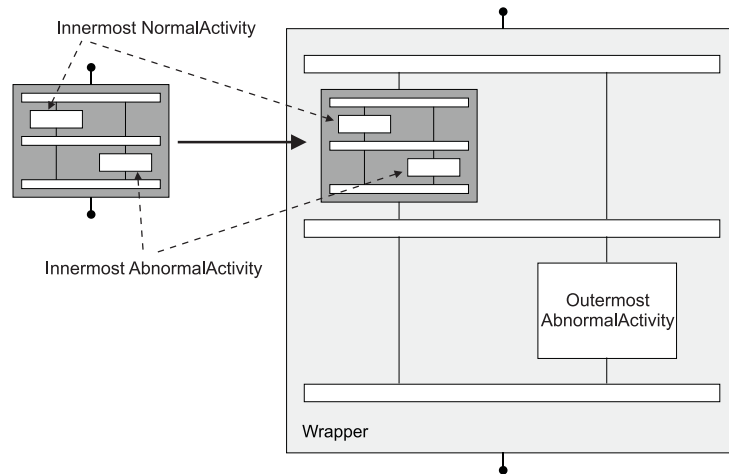 Innermost NormalActivity
Innermost AbnormalActivity
Outermost
AbnormalActivity
Wrapper